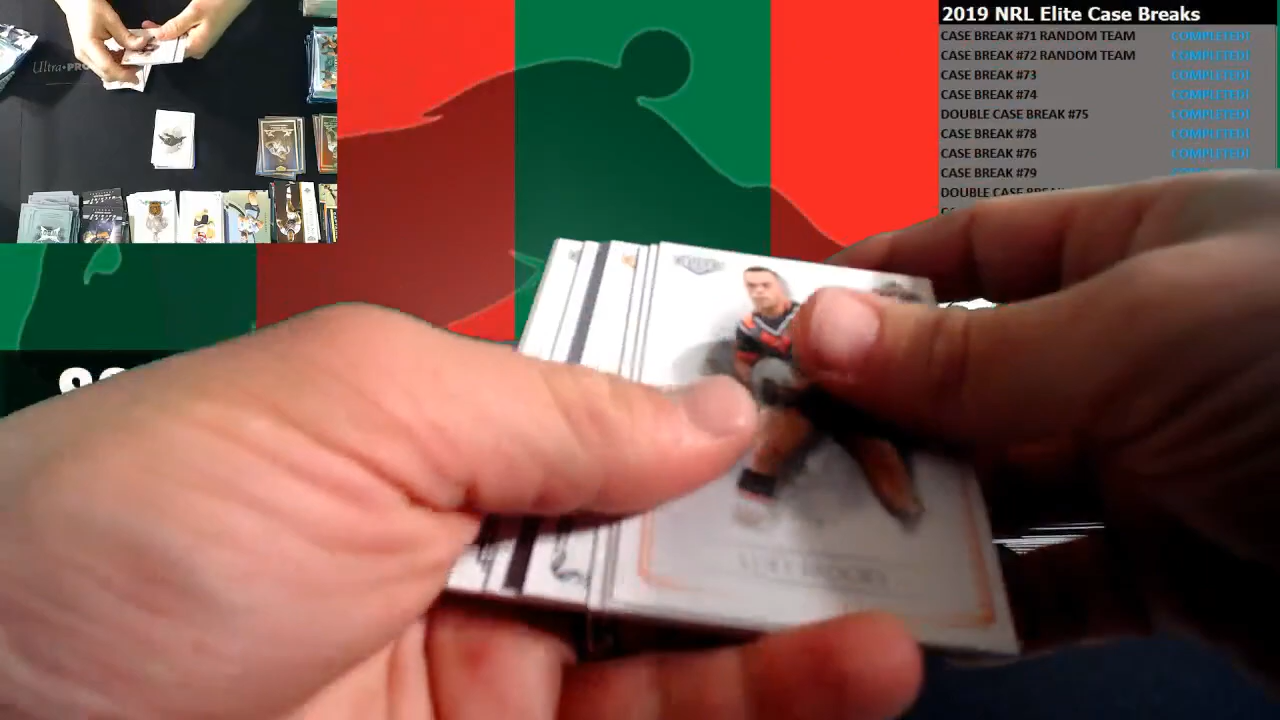 2019 NRL Elite Case Breaks
CASE BREAK #71 RANDOM TEAM COMPLETED!
CASE BREAK #72 RANDOM TEAM COMPLETED!
CASE BREAK #73 COMPLETED!
CASE BREAK #74 COMPLETED!
DOUBLE CASE BREAK #75 COMPLETED!
CASE BREAK #78 COMPLETED!
CASE BREAK #76 COMPLETED!
CASE BREAK #79
DOUBLE CASE
Ultra PRO